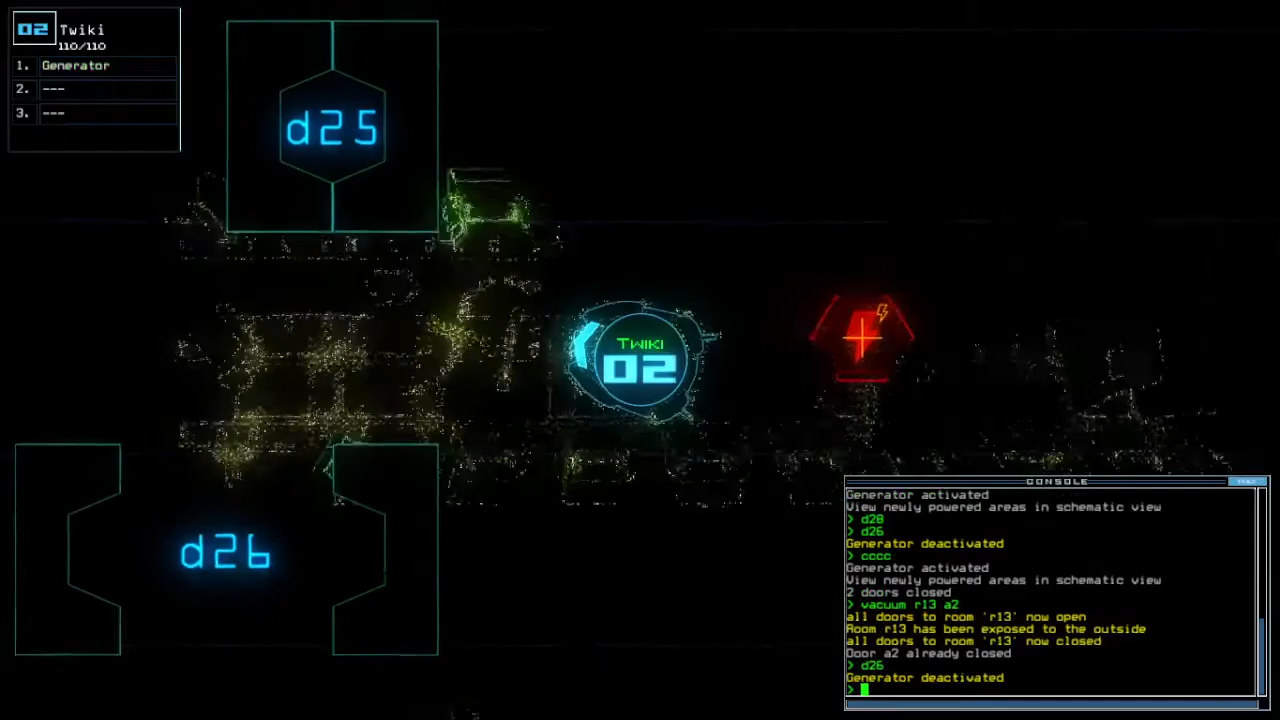 02 Twiki
110/110
1. Generator
2. ---
3. ---
d25
TWIKI
02
d26
CONSOLE
Generator activated
View newly powered areas in schematic view
> d28
> d26
Generator deactivated
> cccc
Generator activated
View newly powered areas in schematic view
2 doors closed
> vacuum r13 a2
all doors to room 'r13' now open
Room r13 has been exposed to the outside
all doors to room 'r13' now closed
Door a2 already closed
> d26
Generator deactivated
>